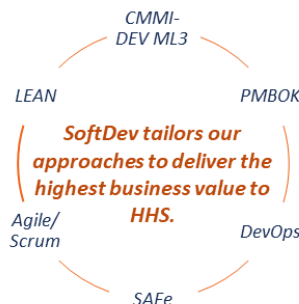 CMMI-
DEV ML3
LEAN
PMBOK
SoftDev tailors our
approaches to deliver the
highest business value to
HHS.
Agile/
Scrum
DevOps
SAFe